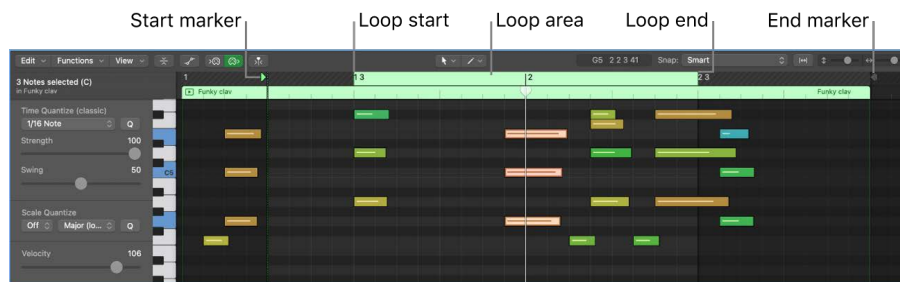 Start marker Loop start Loop area Loop end End marker
Edit Functions View G5 2 2 3 41 Snap: Smart
3 Notes selected (C)
in Funky clav
1 1 3 2 2 3
Funky clav Funky clav
Time Quantize (classic)
1/16 Note Q
Strength 100
Swing 50
C5
Scale Quantize
Off Major (lo... Q
Velocity 106